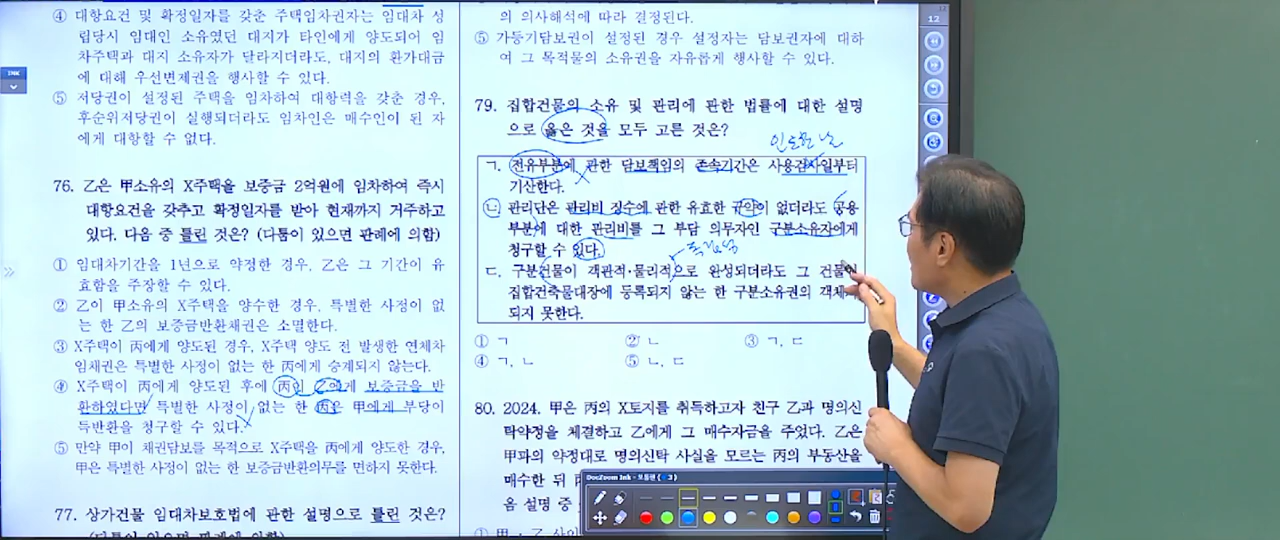 ④ 대항요건 및 확정일자를 갖춘 주택임차권자는 임대차 성
립당시 임대인 소유였던 대지가 타인에게 양도되어 임
차주택과 대지 소유자가 달라지더라도, 대지의 환가대금
에 대해 우선변제권을 행사할 수 있다.
⑤ 저당권이 설정된 주택을 임차하여 대항력을 갖춘 경우,
후순위저당권이 실행되더라도 임차인은 매수인이 된 자
에게 대항할 수 없다.
76. 乙은 甲소유의 X주택을 보증금 2억원에 임차하여 즉시
대항요건을 갖추고 확정일자를 받아 현재까지 거주하고
있다. 다음 중 틀린 것은? (다툼이 있으면 판례에 의함)
① 임대차기간을 1년으로 약정한 경우, 乙은 그 기간이 유
효함을 주장할 수 있다.
② 乙이 甲소유의 X주택을 양수한 경우, 특별한 사정이 없
는 한 乙의 보증금반환채권은 소멸한다.
③ X주택이 丙에게 양도된 경우, X주택 양도 전 발생한 연체차
임채권은 특별한 사정이 없는 한 丙에게 승계되지 않는다.
④ X주택이 丙에게 양도된 후에 丙이 乙에게 보증금을 반
환하였다면 특별한 사정이 없는 한 丙은 甲에게 부당이
득반환을 청구할 수 있다.
⑤ 만약 甲이 채권담보를 목적으로 X주택을 丙에게 양도한 경우,
甲은 특별한 사정이 없는 한 보증금반환의무를 면하지 못한다.
77. 상가건물 임대차보호법에 관한 설명으로 틀린 것은?
(다툼이 있으면 판례에 의함)
의 의사해석에 따라 결정된다.
⑤ 가등기담보권이 설정된 경우 설정자는 담보권자에 대하
여 그 목적물의 소유권을 자유롭게 행사할 수 있다.
79. 집합건물의 소유 및 관리에 관한 법률에 대한 설명
으로 옳은 것을 모두 고른 것은?
인도한 날
ㄱ. 전유부분에 관한 담보책임의 존속기간은 사용검사일부터
기산한다.
ㄴ 관리단은 관리비 징수에 관한 유효한 규약이 없더라도 공용
부분에 대한 관리비를 그 부담 의무자인 구분소유자에게
청구할 수 있다.
ㄷ. 구분건물이 객관적·물리적으로 완성되더라도 그 건물이
집합건축물대장에 등록되지 않는 한 구분소유권의 객체가
되지 못한다.
① ㄱ ② ㄴ ③ ㄱ, ㄷ
④ ㄱ, ㄴ ⑤ ㄴ, ㄷ
80. 2024. 甲은 丙의 X토지를 취득하고자 친구 乙과 명의신
탁약정을 체결하고 乙에게 그 매수자금을 주었다. 乙은
甲과의 약정대로 명의신탁 사실을 모르는 丙의 부동산을
매수한 뒤
음 설명 중
INK
12